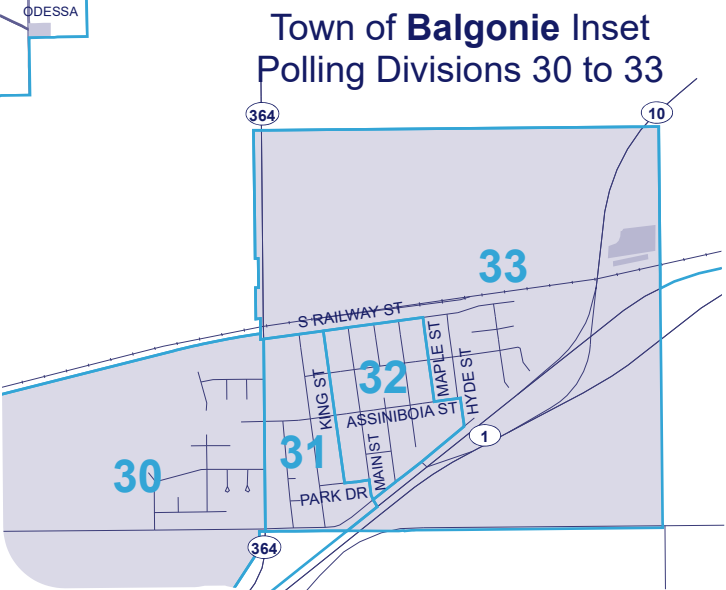 ODESSA
Town of Balgonie Inset
Polling Divisions 30 to 33
364
10
33
S RAILWAY ST
MAPLE ST
HYDE ST
32
KING ST
ASSINIBOIA ST
1
31
MAIN ST
30
PARK DR
364